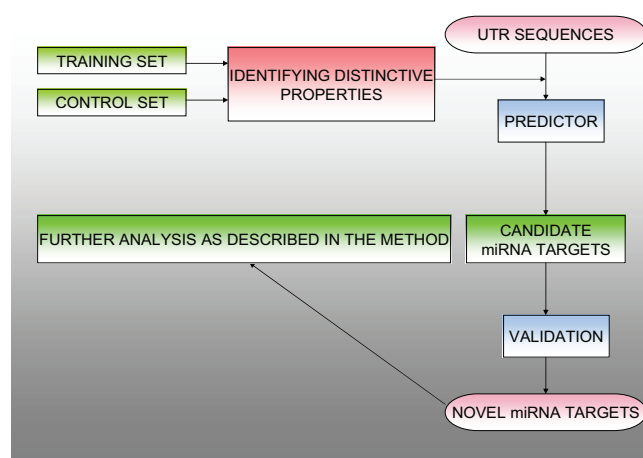 UTR SEQUENCES
TRAINING SET
IDENTIFYING DISTINCTIVE
PROPERTIES
CONTROL SET
PREDICTOR
CANDIDATE
miRNA TARGETS
FURTHER ANALYSIS AS DESCRIBED IN THE METHOD
VALIDATION
NOVEL miRNA TARGETS